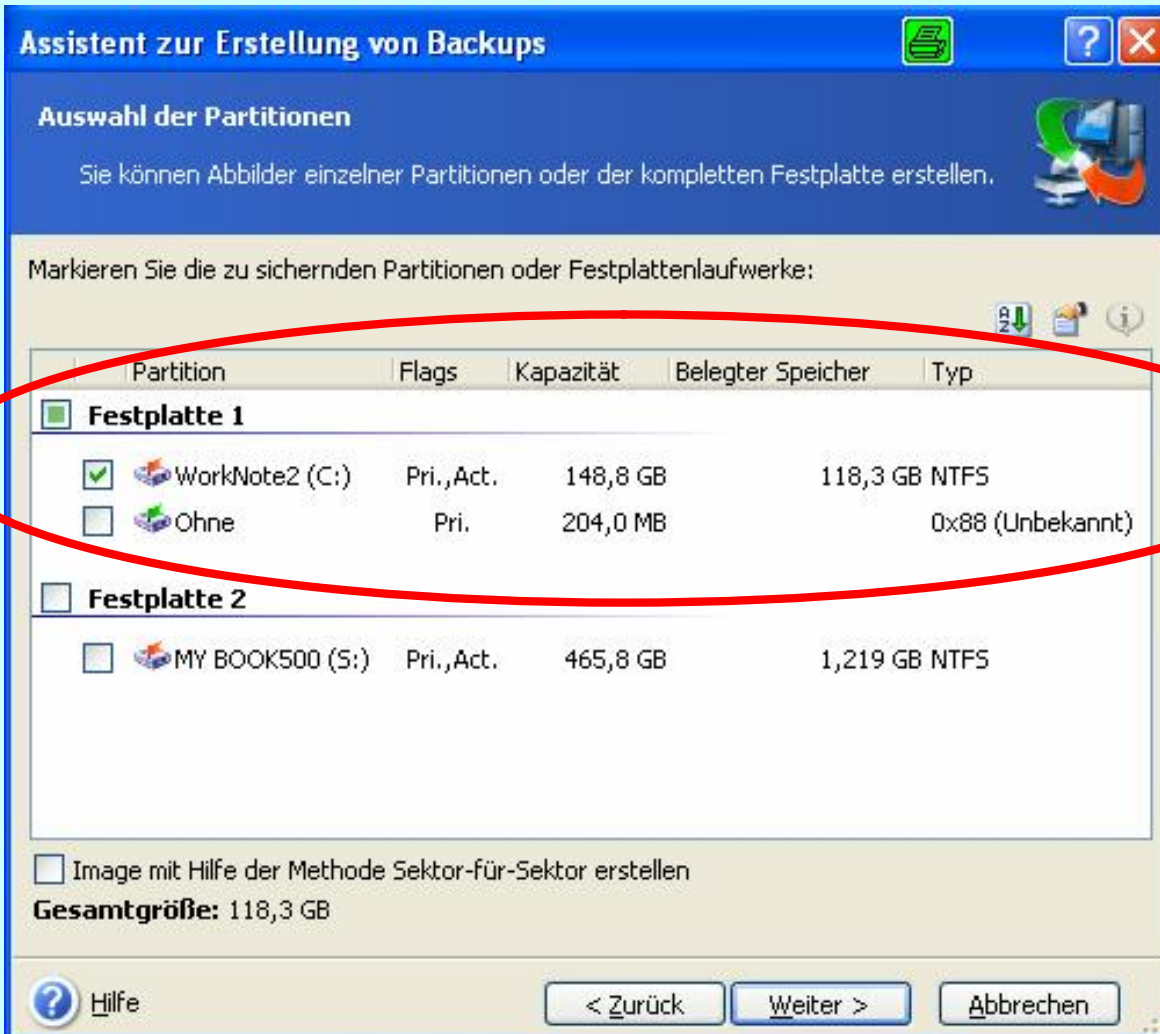 Assistent zur Erstellung von Backups
Auswahl der Partitionen
Sie können Abbilder einzelner Partitionen oder der kompletten Festplatte erstellen.
Markieren Sie die zu sichernden Partitionen oder Festplattenlaufwerke:
Partition Flags Kapazität Belegter Speicher Typ
Festplatte 1
WorkNote2 (C:) Pri.,Act. 148,8 GB 118,3 GB NTFS
Ohne Pri. 204,0 MB 0x88 (Unbekannt)
Festplatte 2
MY BOOK500 (S:) Pri.,Act. 465,8 GB 1,219 GB NTFS
Image mit Hilfe der Methode Sektor-für-Sektor erstellen
Gesamtgröße: 118,3 GB
Hilfe < Zurück Weiter > Abbrechen